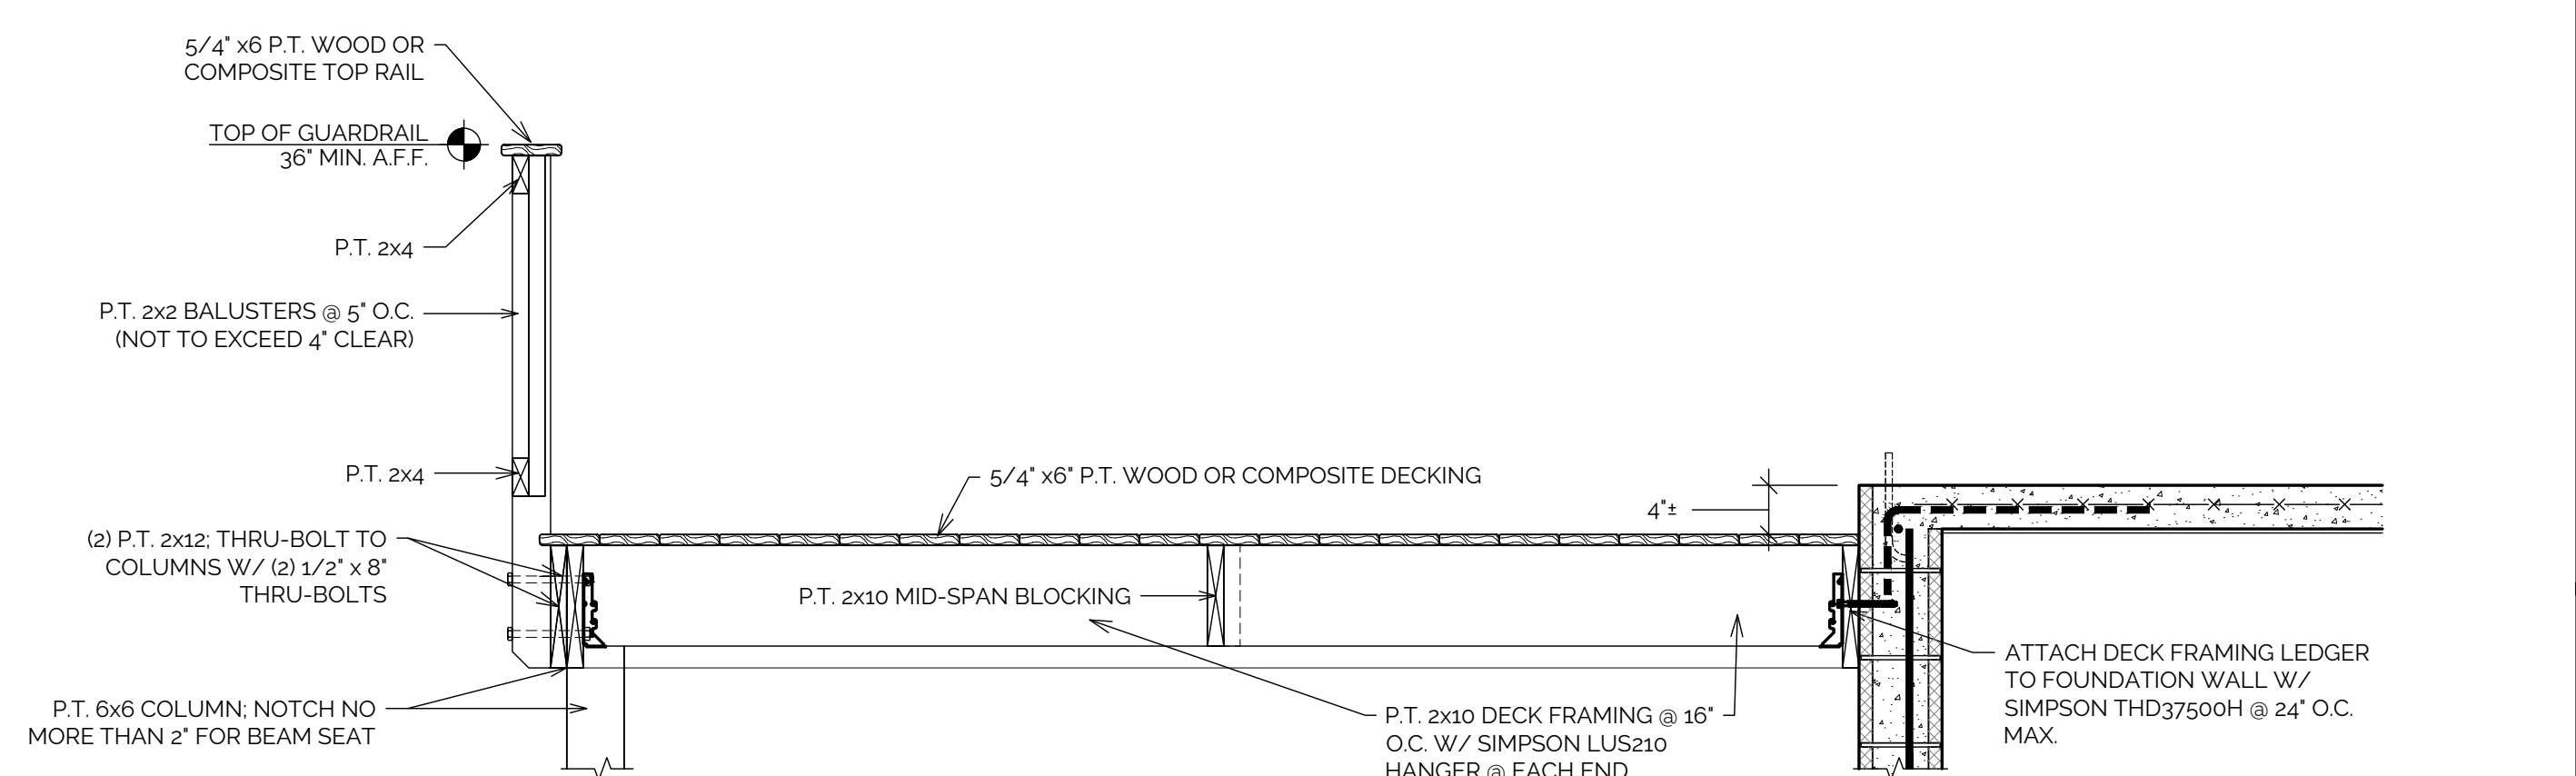 5/4" x6 P.T. WOOD OR
COMPOSITE TOP RAIL
TOP OF GUARDRAIL
36" MIN. A.F.F.
P.T. 2x4
P.T. 2x2 BALUSTERS @ 5" O.C.
(NOT TO EXCEED 4" CLEAR)
P.T. 2x4
5/4" x6" P.T. WOOD OR COMPOSITE DECKING
4"±
(2) P.T. 2x12; THRU-BOLT TO
COLUMNS W/ (2) 1/2" x 8"
THRU-BOLTS
P.T. 2x10 MID-SPAN BLOCKING
P.T. 6x6 COLUMN; NOTCH NO
MORE THAN 2" FOR BEAM SEAT
P.T. 2x10 DECK FRAMING @ 16"
O.C. W/ SIMPSON LUS210
HANGER @ EACH END
ATTACH DECK FRAMING LEDGER
TO FOUNDATION WALL W/
SIMPSON THD37500H @ 24" O.C.
MAX.